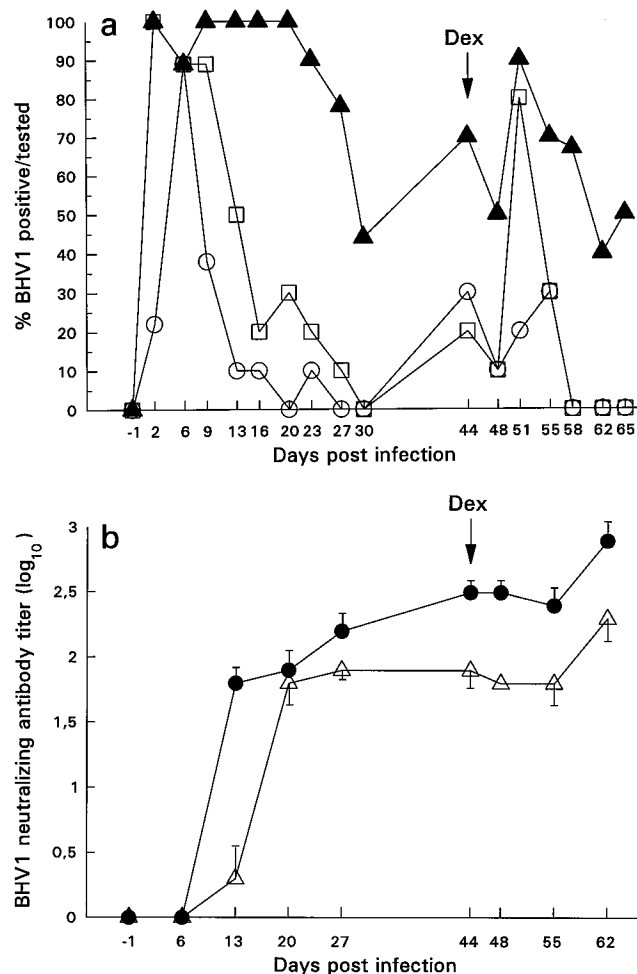 a
Dex
% BHV1 positive/tested
100
90
80
70
60
50
40
30
20
10
0
-1 2 6 9 13 16 20 23 27 30 44 48 51 55 58 62 65
Days post infection
b
Dex
BHV1 neutralizing antibody titer (log10)
3
2,5
2
1,5
1
0,5
0
-1 6 13 20 27 44 48 55 62
Days post infection